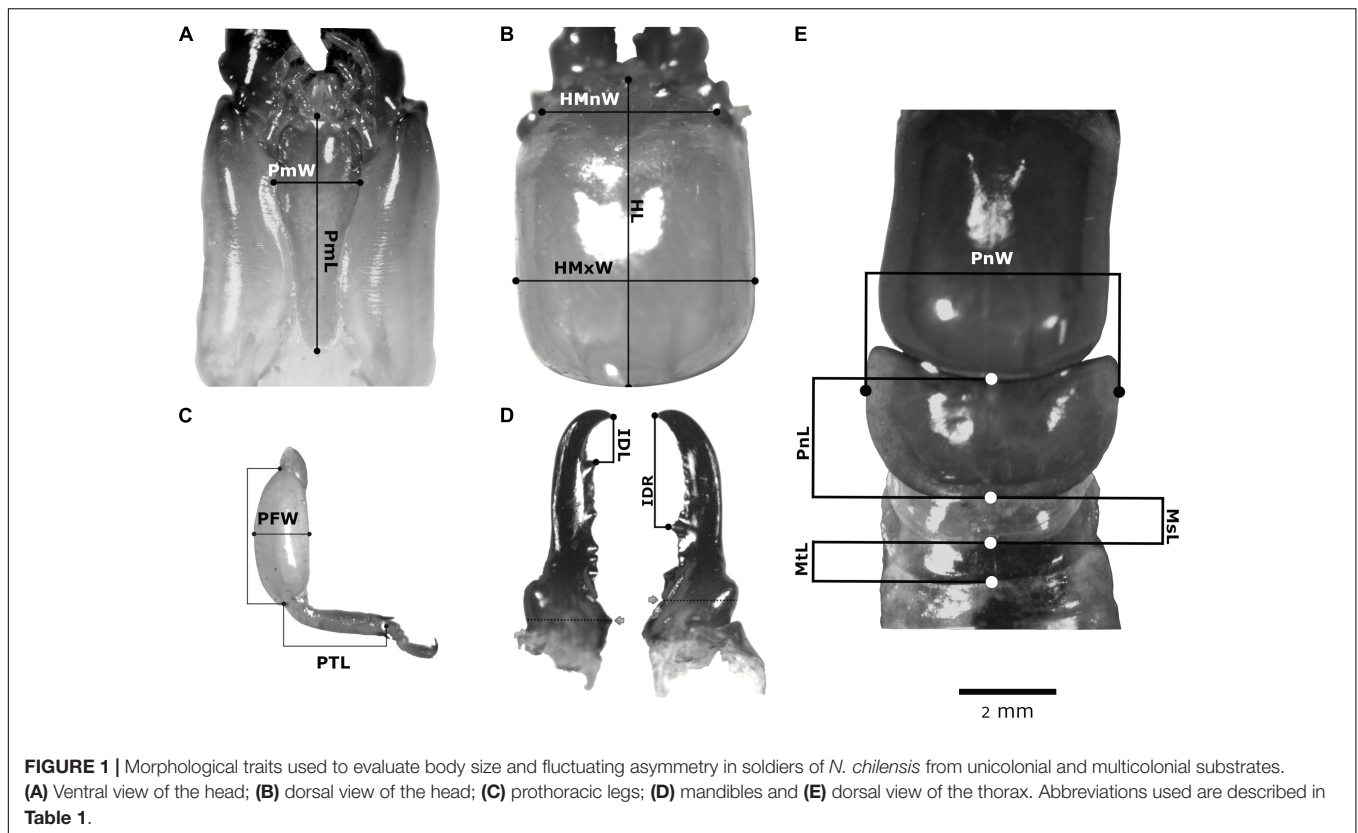 A
B
E
HMnW
PmW
PmL
HL
HMxW
PnW
C
D
IDL
IDR
PFW
PTL
PnL
MsL
MtL
2 mm
FIGURE 1 | Morphological traits used to evaluate body size and fluctuating asymmetry in soldiers of N. chilensis from unicolonial and multicolonial substrates.
(A) Ventral view of the head; (B) dorsal view of the head; (C) prothoracic legs; (D) mandibles and (E) dorsal view of the thorax. Abbreviations used are described in
Table 1.